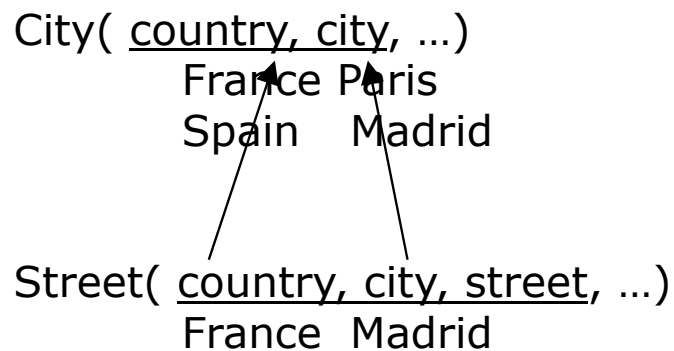 City( country, city, …)
France Paris
Spain Madrid
Street( country, city, street, …)
France Madrid